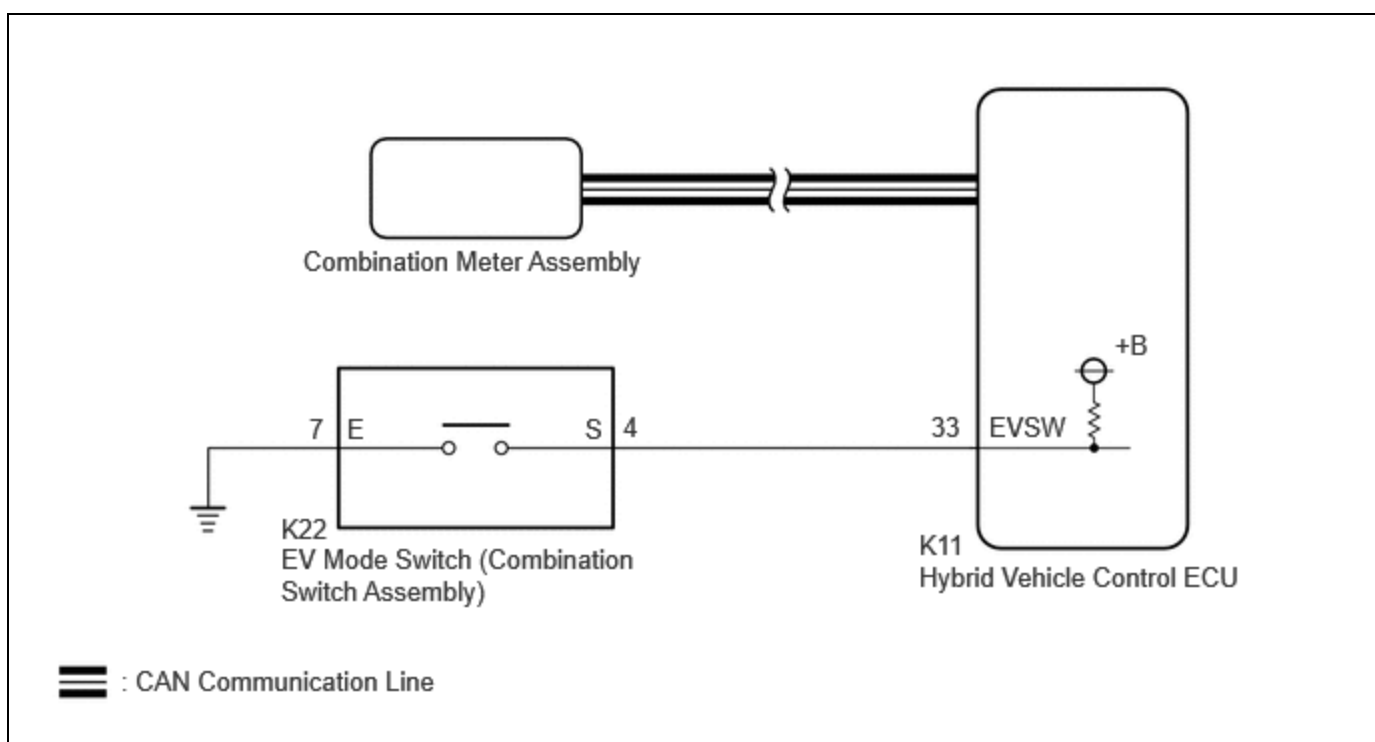 Combination Meter Assembly
+B
7 E S 4 33 EVSW
K22
EV Mode Switch (Combination
Switch Assembly)
K11
Hybrid Vehicle Control ECU
: CAN Communication Line